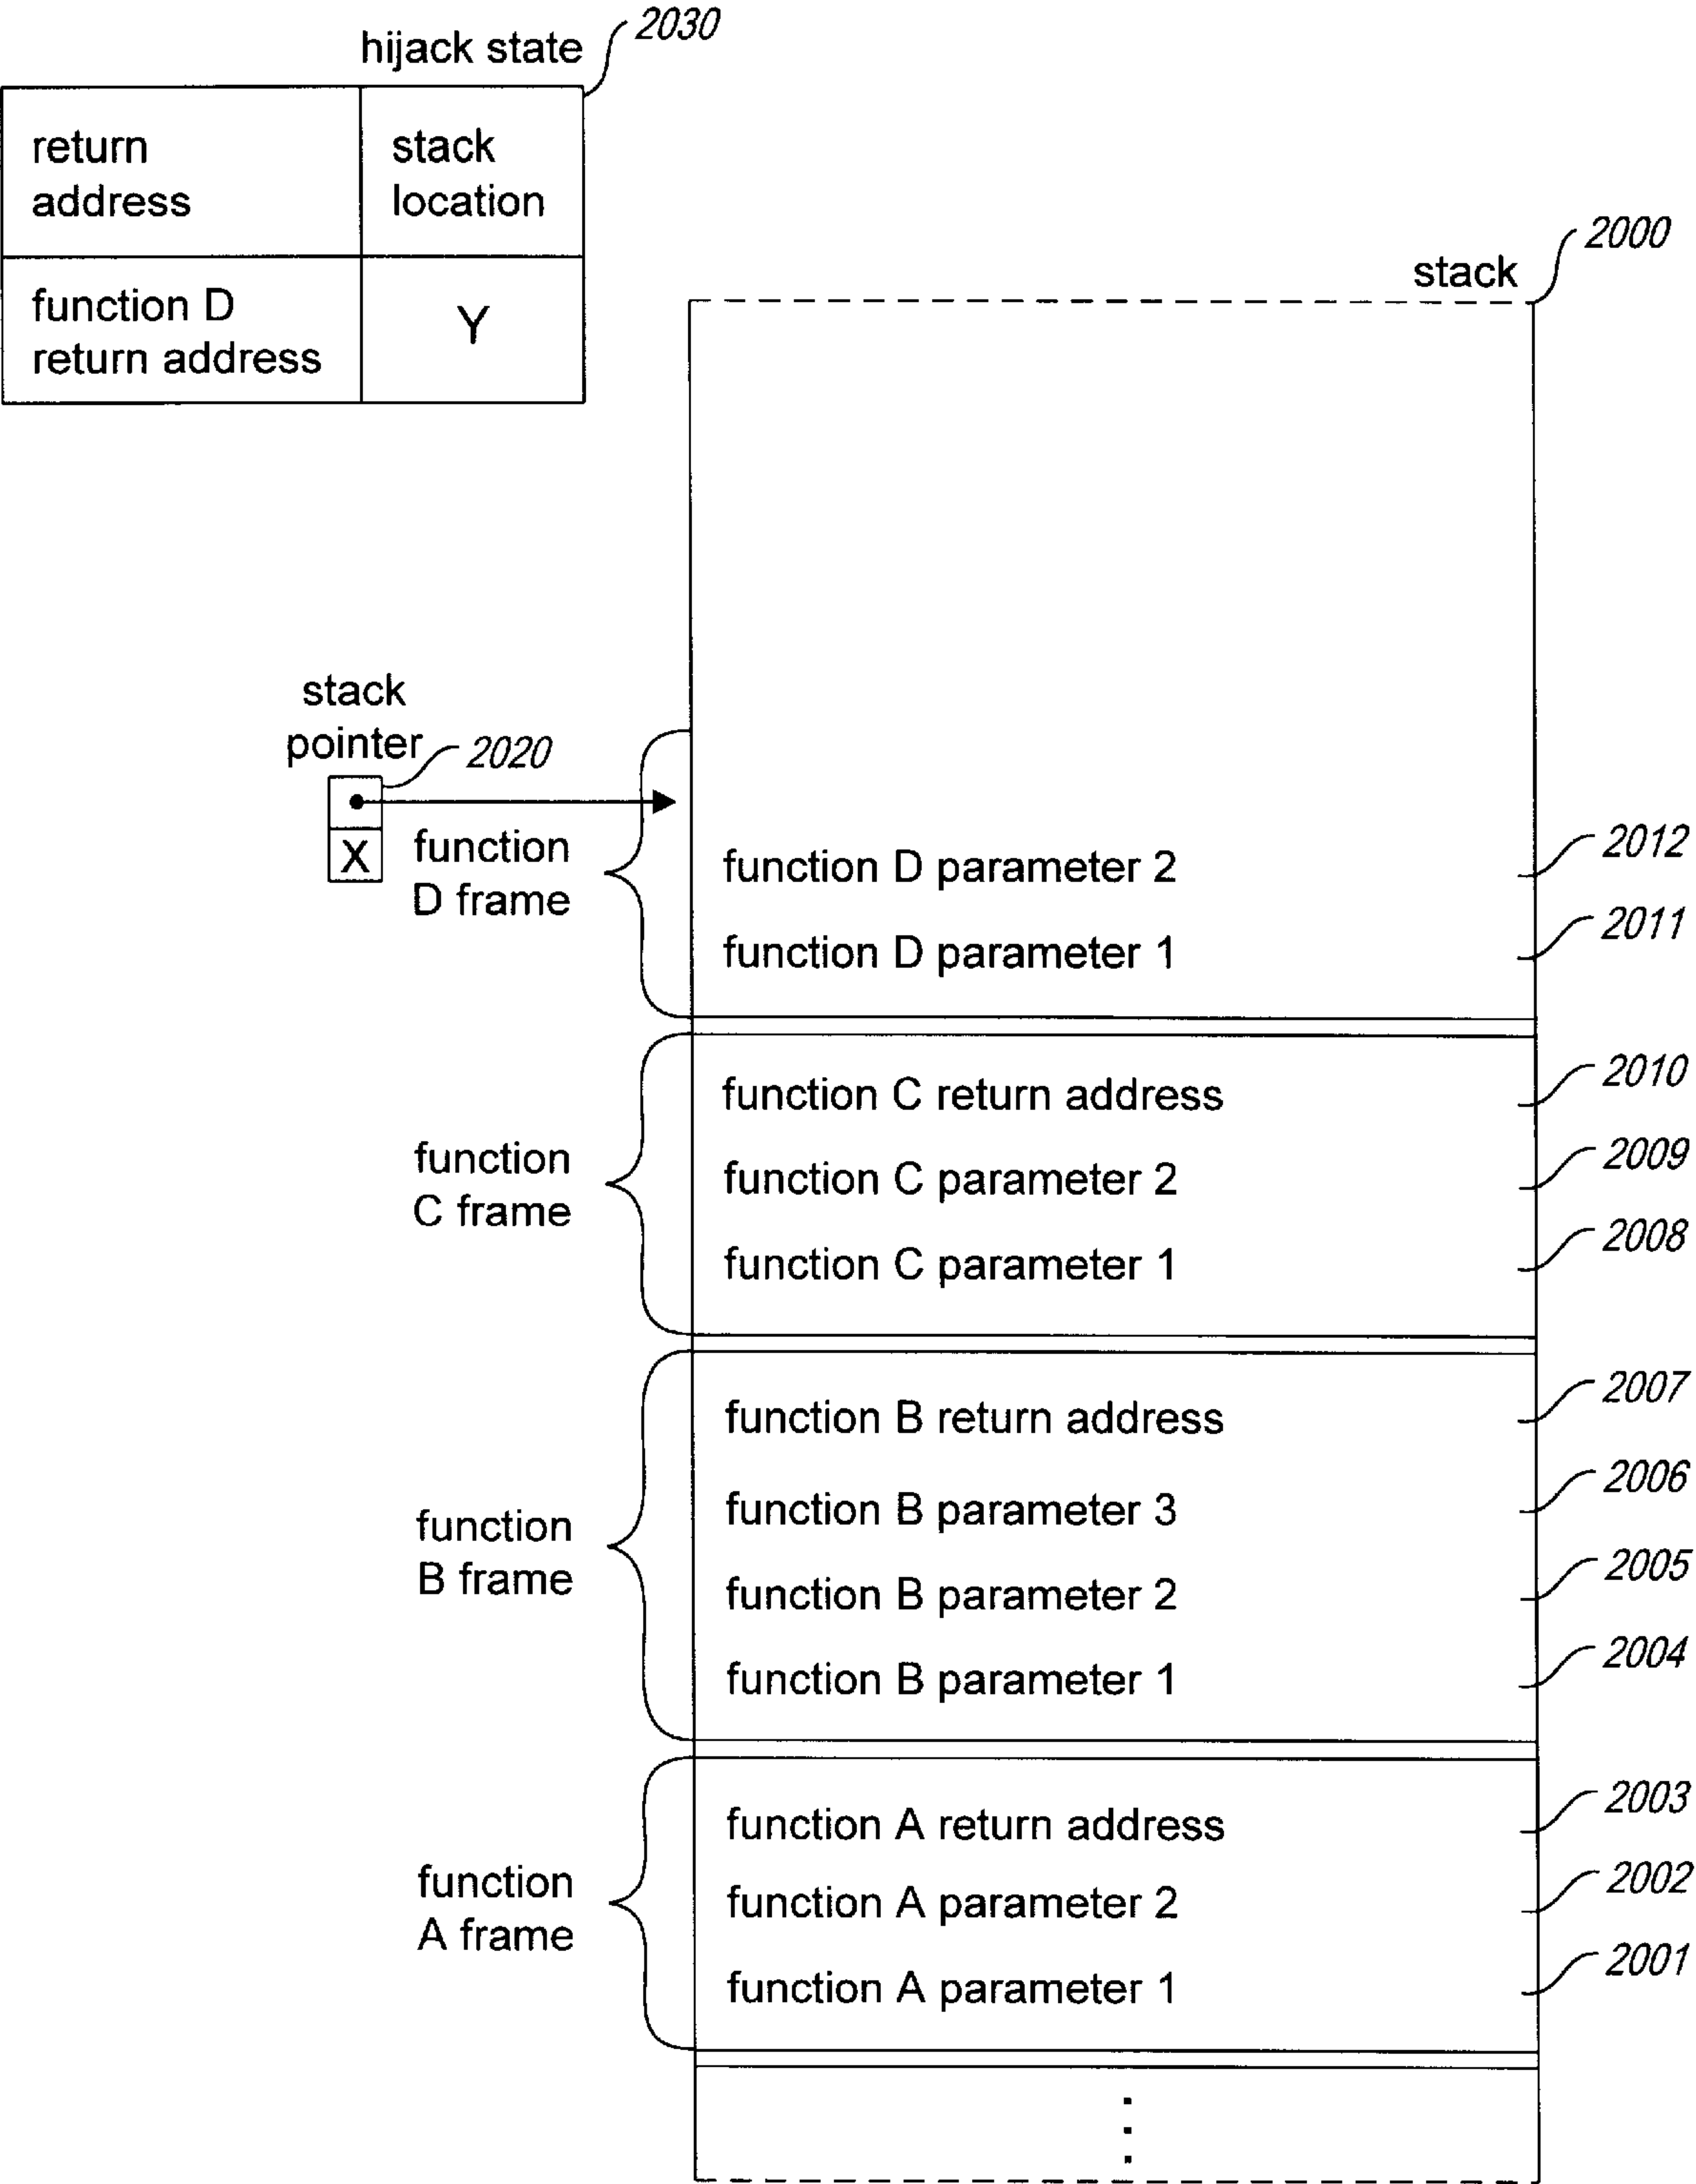 hijack state
2030
return
address
stack
location
function D
return address
Y
2000
stack
stack
pointer
2020
X
function
D frame
function D parameter 2
2012
function D parameter 1
2011
function
C frame
function C return address
2010
function C parameter 2
2009
function C parameter 1
2008
function
B frame
function B return address
2007
function B parameter 3
2006
function B parameter 2
2005
function B parameter 1
2004
function
A frame
function A return address
2003
function A parameter 2
2002
function A parameter 1
2001